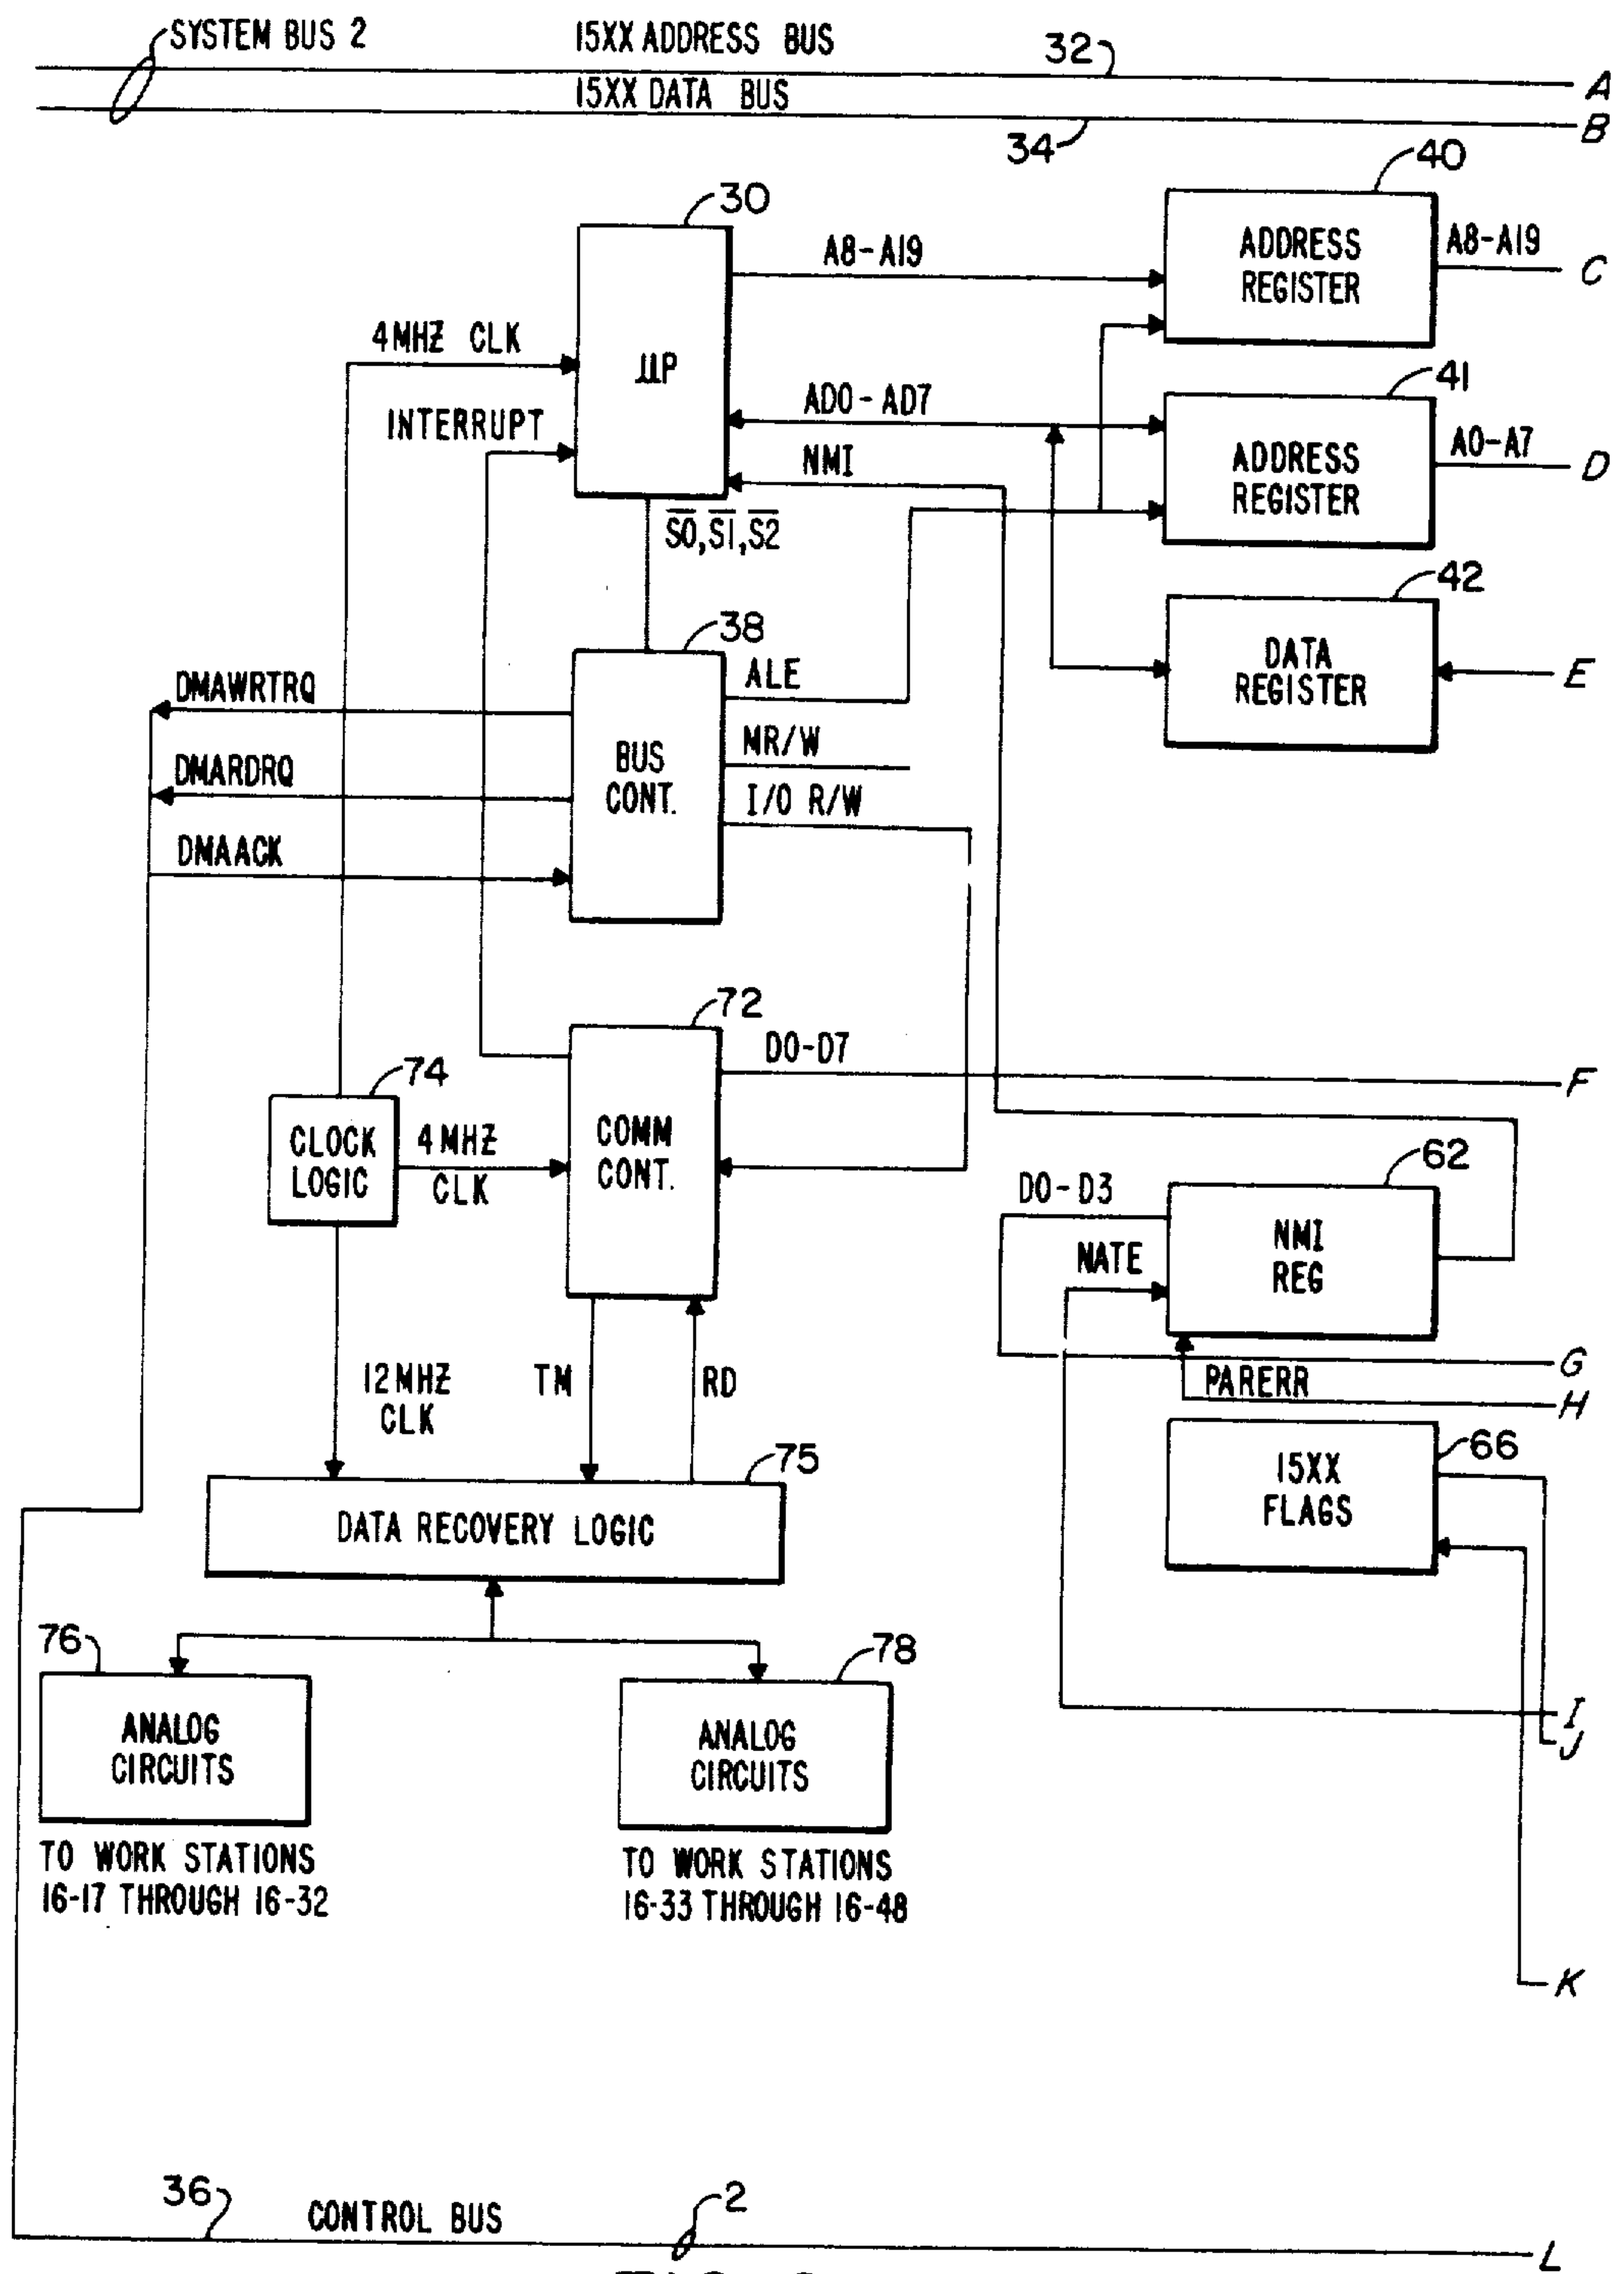 SYSTEM BUS 2
15XX ADDRESS BUS
32
A
15XX DATA BUS
34
B
30
40
A8-A19
ADDRESS
REGISTER
A8-A19
C
4MHZ CLK
μP
INTERRUPT
AD0-AD7
41
ADDRESS
REGISTER
A0-A7
D
NMI
S0,S1,S2
42
DATA
REGISTER
E
38
DMAWRTRQ
ALE
DMARDRQ
BUS
CONT.
MR/W
I/O R/W
DMAACK
72
D0-D7
F
74
CLOCK
LOGIC
4MHZ
CLK
COMM
CONT.
62
D0-D3
NATE
NMI
REG
12MHZ
CLK
TM
RD
G
PARERR
H
75
DATA RECOVERY LOGIC
66
15XX
FLAGS
76
78
ANALOG
CIRCUITS
ANALOG
CIRCUITS
I
J
TO WORK STATIONS
16-17 THROUGH 16-32
TO WORK STATIONS
16-33 THROUGH 16-48
K
36
CONTROL BUS
2
L